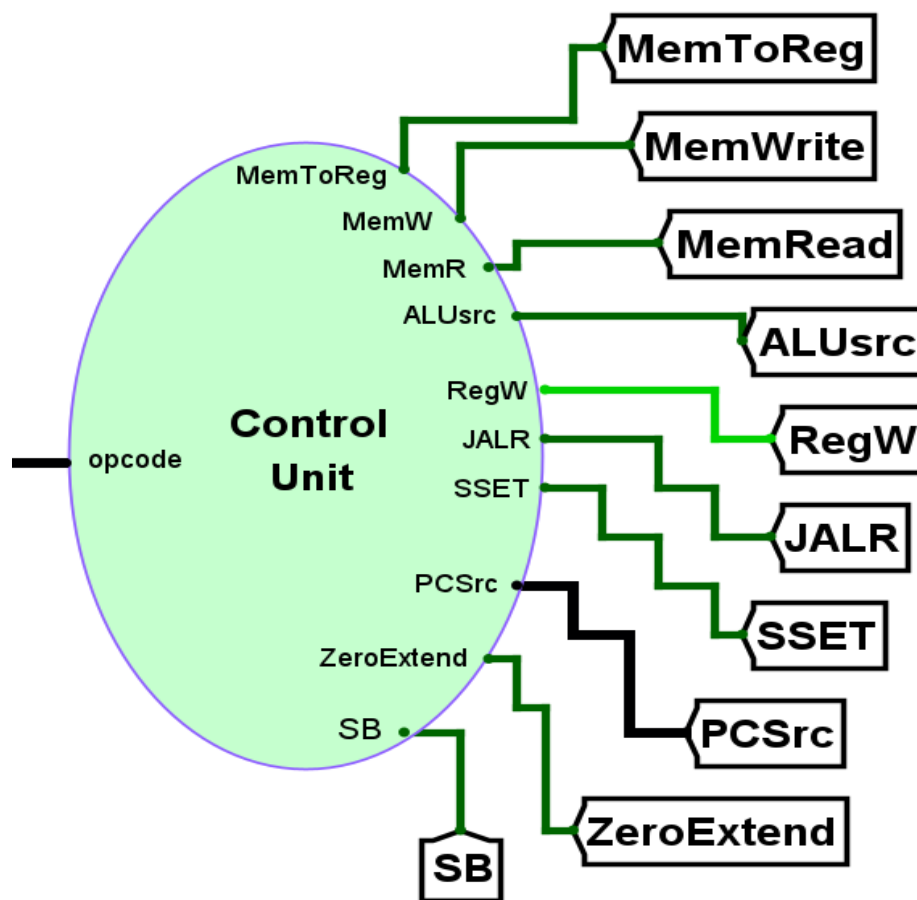 MemToReg
MemWrite
MemToReg
MemW
MemRead
MemR
ALUsrc
ALUsrc
RegW
Control
RegW
JALR
opcode
Unit
SSET
JALR
PCSrc
SSET
ZeroExtend
SB
PCSrc
ZeroExtend
SB